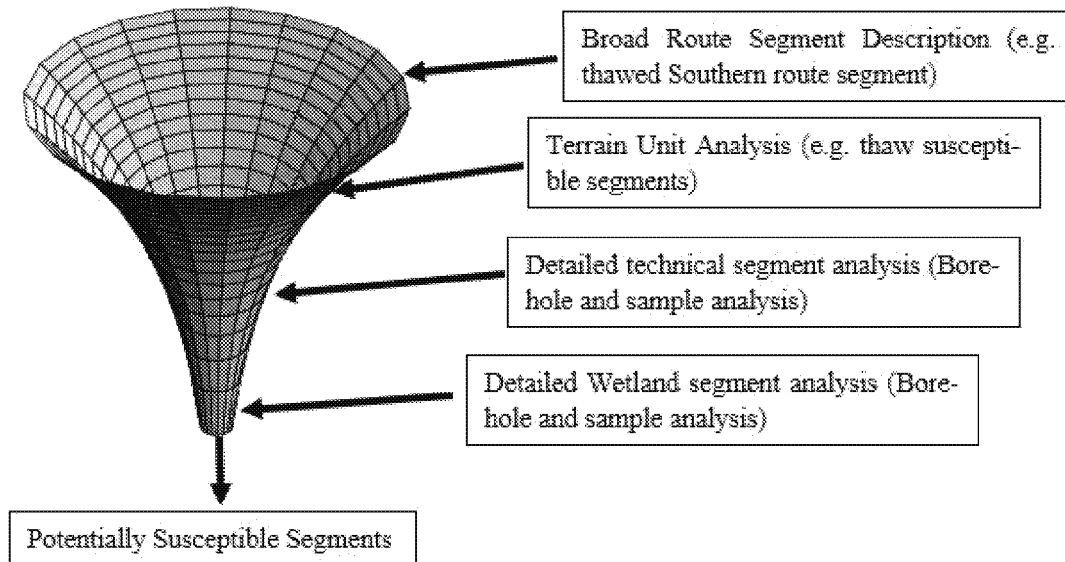 Broad Route Segment Description (e.g.
thawed Southern route segment)
Terrain Unit Analysis (e.g. thaw suscepti-
ble segments)
Detailed technical segment analysis (Bore-
hole and sample analysis)
Detailed Wetland segment analysis (Bore-
hole and sample analysis)
Potentially Susceptible Segments